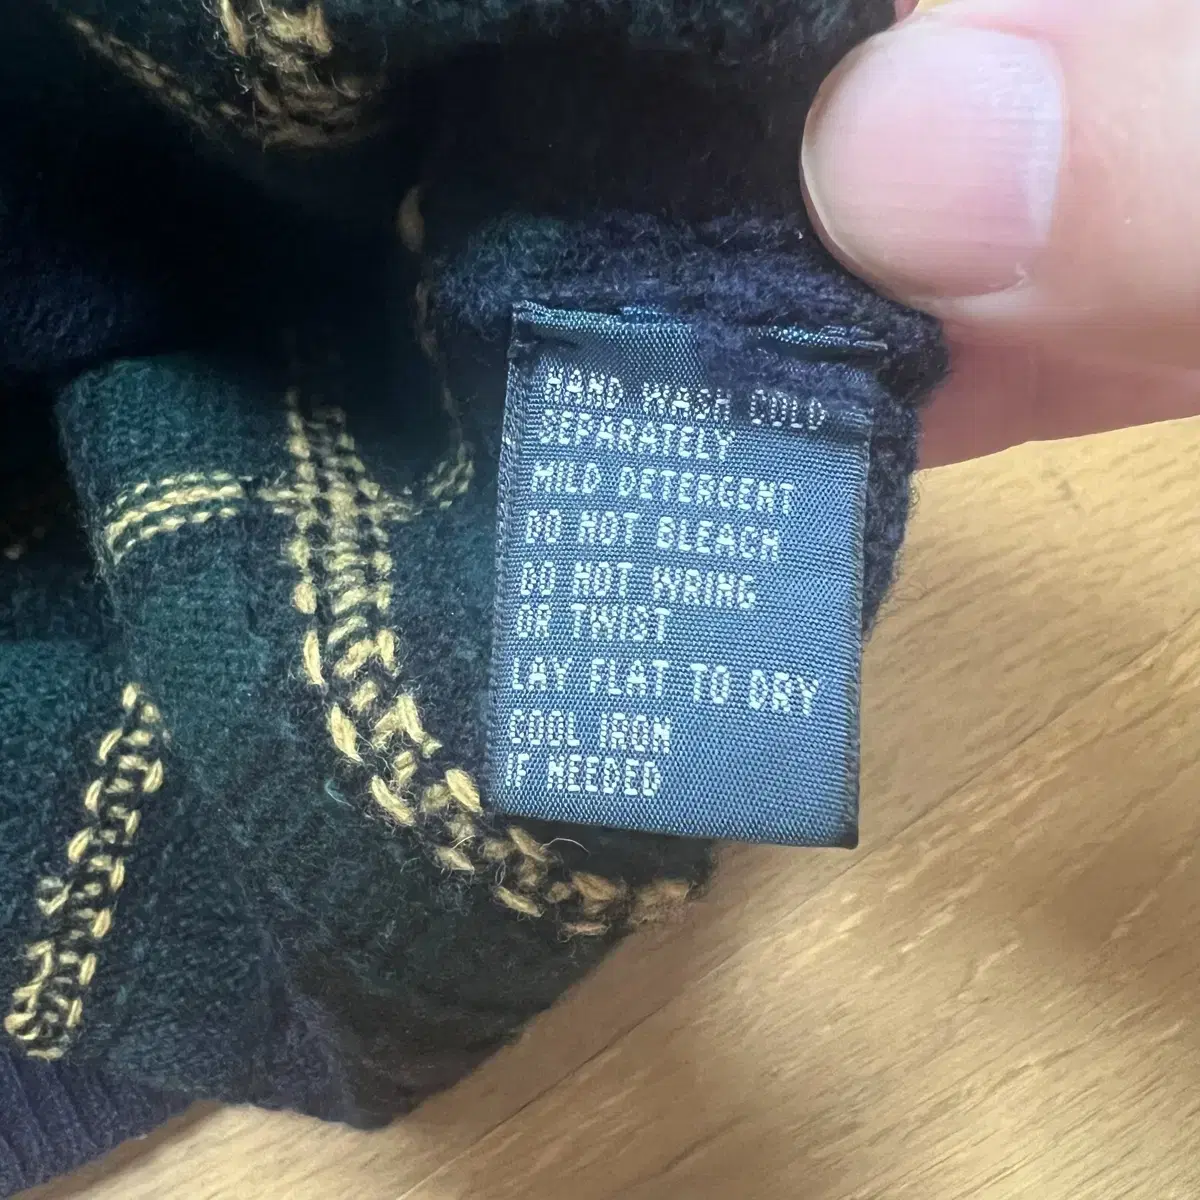 HAND WASH COLD
SEPARATELY
MILD DETERGENT
DO NOT BLEACH
DO NOT WRING
OR TWIST
LAY FLAT TO DRY
COOL IRON
IF NEEDED